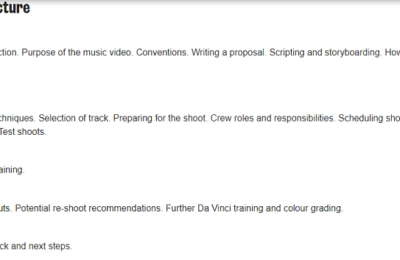 cture
ction. Purpose of the music video. Conventions. Writing a proposal. Scripting and storyboarding. How
chniques. Selection of track. Preparing for the shoot. Crew roles and responsibilities. Scheduling sho
Test shoots.
aining.
uts. Potential re-shoot recommendations. Further Da Vinci training and colour grading.
ck and next steps.